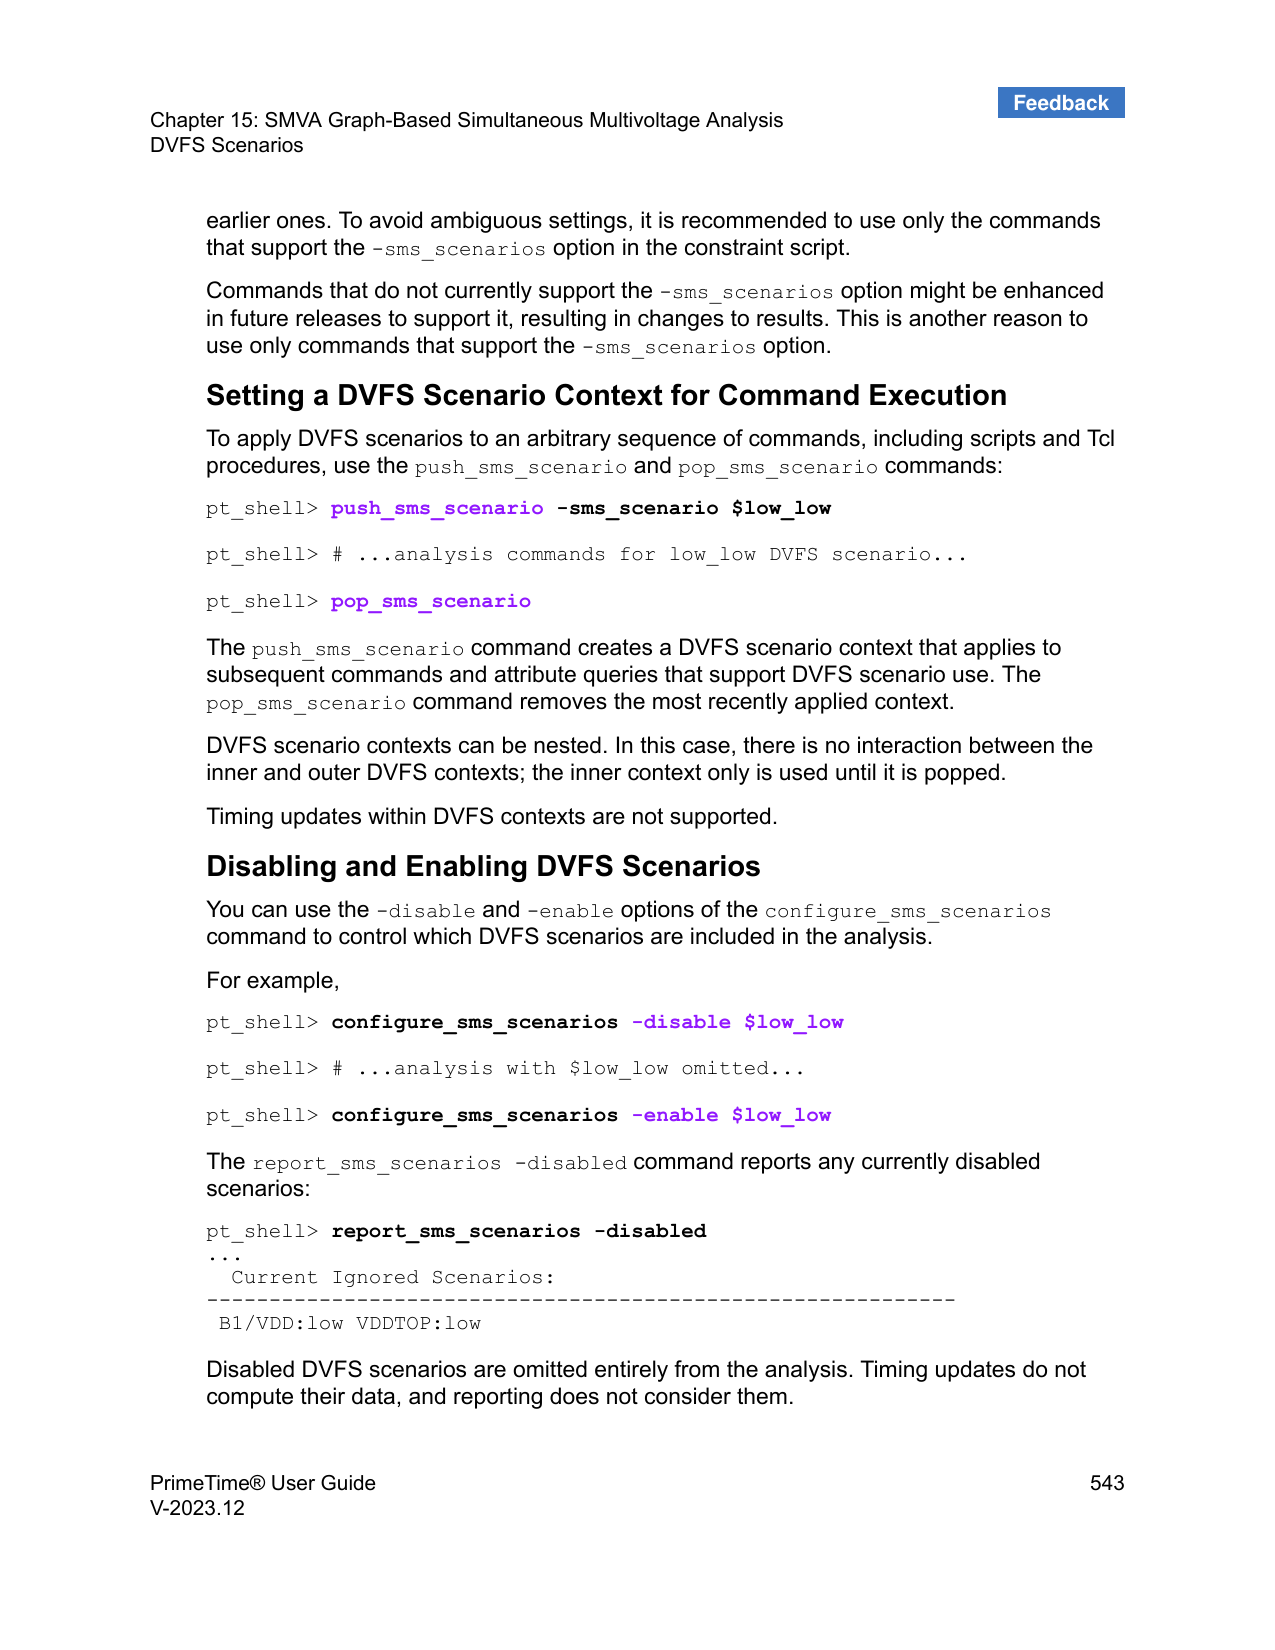 Feedback
Chapter 15: SMVA Graph-Based Simultaneous Multivoltage Analysis
DVFS Scenarios
earlier ones. To avoid ambiguous settings, it is recommended to use only the commands
that support the -sms_scenarios option in the constraint script.
Commands that do not currently support the -sms_scenarios option might be enhanced
in future releases to support it, resulting in changes to results. This is another reason to
use only commands that support the -sms_scenarios option.
Setting a DVFS Scenario Context for Command Execution
To apply DVFS scenarios to an arbitrary sequence of commands, including scripts and Tcl
procedures, use the push_sms_scenario and pop_sms_scenario commands:
pt_shell> push_sms_scenario -sms_scenario $low_low
pt_shell> # ...analysis commands for low_low DVFS scenario...
pt_shell> pop_sms_scenario
The push_sms_scenario command creates a DVFS scenario context that applies to
subsequent commands and attribute queries that support DVFS scenario use. The
pop_sms_scenario command removes the most recently applied context.
DVFS scenario contexts can be nested. In this case, there is no interaction between the
inner and outer DVFS contexts; the inner context only is used until it is popped.
Timing updates within DVFS contexts are not supported.
Disabling and Enabling DVFS Scenarios
You can use the -disable and -enable options of the configure_sms_scenarios
command to control which DVFS scenarios are included in the analysis.
For example,
pt_shell> configure_sms_scenarios -disable $low_low
pt_shell> # ...analysis with $low_low omitted...
pt_shell> configure_sms_scenarios -enable $low_low
The report_sms_scenarios -disabled command reports any currently disabled
scenarios:
pt_shell> report_sms_scenarios -disabled
...
  Current Ignored Scenarios:
------------------------------------------------------------
 B1/VDD:low VDDTOP:low
Disabled DVFS scenarios are omitted entirely from the analysis. Timing updates do not
compute their data, and reporting does not consider them.
PrimeTime® User Guide 543
V-2023.12